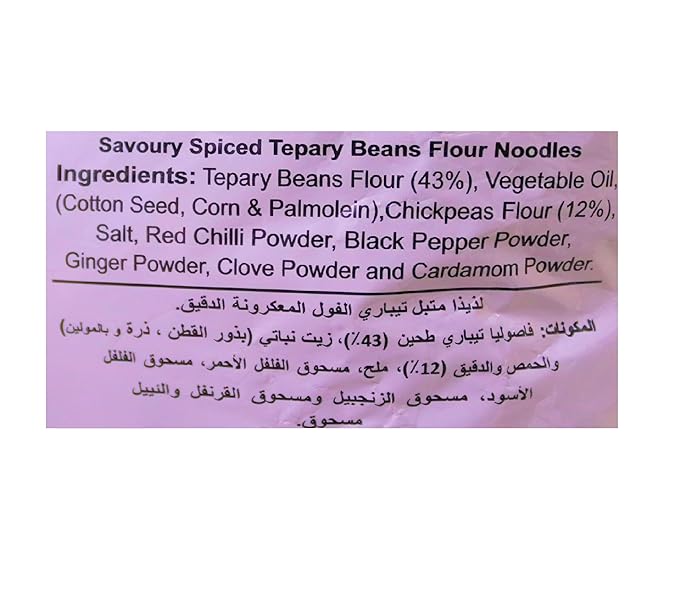 Savoury Spiced Tepary Beans Flour Noodles
Ingredients: Tepary Beans Flour (43%), Vegetable Oil,
(Cotton Seed, Corn & Palmolein),Chickpeas Flour (12%),
Salt, Red Chilli Powder, Black Pepper Powder,
Ginger Powder, Clove Powder and Cardamom Powder.
لذيذا متبل تيباري الفول المعكرونة الدقيق.
المكونات: فاصوليا تيباري طحين (43٪)، زيت نباتي (بذور القطن ، ذرة و بالمولين)
والحمص والدقيق (12٪)، ملح، مسحوق الفلفل الأحمر، مسحوق الفلفل
الأسود، مسحوق الزنجبيل ومسحوق القرنفل والنييل
مسحوق.